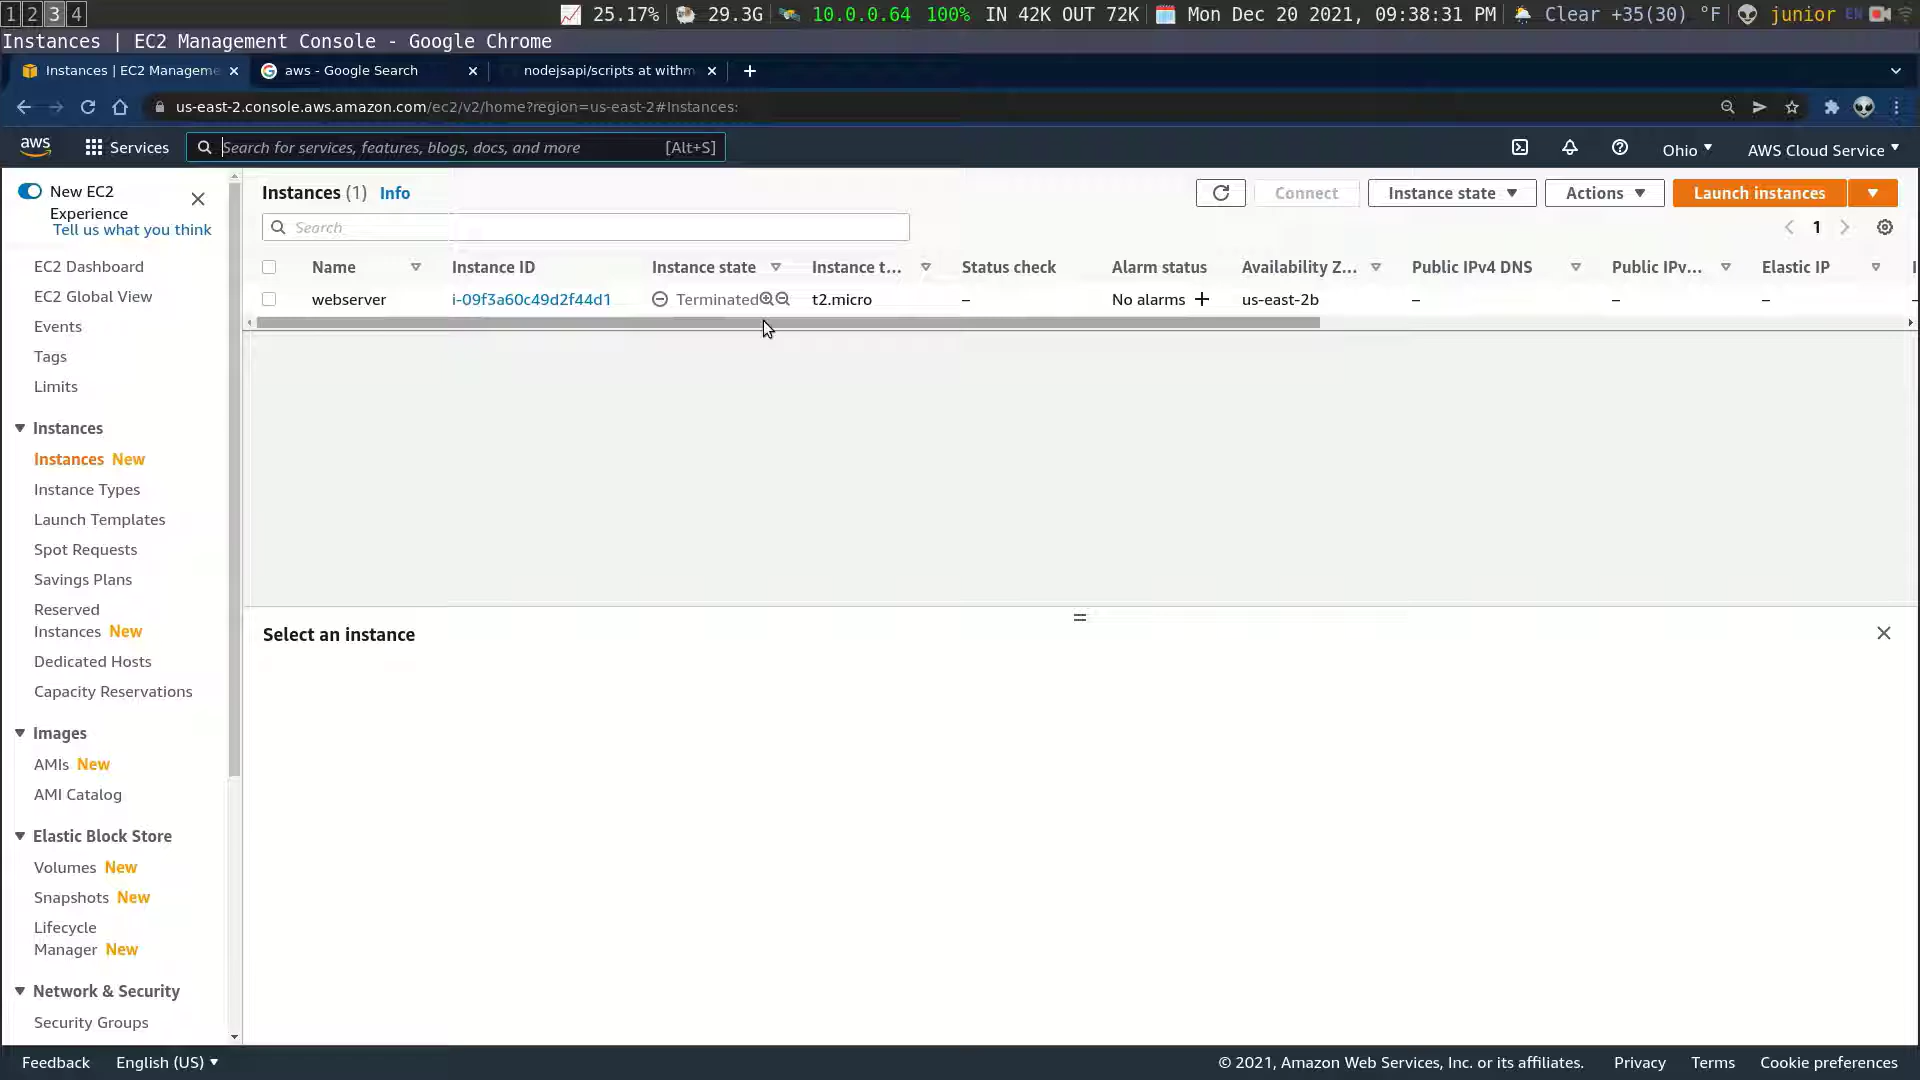 1 2 3 4 25.17% 29.3G 10.0.0.64 100% IN 42K OUT 72K Mon Dec 20 2021, 09:38:31 PM Clear +35(30) °F junior EN
Instances | EC2 Management Console - Google Chrome
Instances | EC2 Manageme aws - Google Search nodejsapi/scripts at withm
us-east-2.console.aws.amazon.com/ec2/v2/home?region=us-east-2#Instances:
aws Services Search for services, features, blogs, docs, and more [Alt+S] Ohio AWS Cloud Service
New EC2
Experience
Tell us what you think
EC2 Dashboard
EC2 Global View
Events
Tags
Limits
Instances
Instances New
Instance Types
Launch Templates
Spot Requests
Savings Plans
Reserved
Instances New
Dedicated Hosts
Capacity Reservations
Images
AMIs New
AMI Catalog
Elastic Block Store
Volumes New
Snapshots New
Lifecycle
Manager New
Network & Security
Security Groups
Instances (1) Info Connect Instance state Actions Launch instances
Search 1
Name Instance ID Instance state Instance t... Status check Alarm status Availability Z... Public IPv4 DNS Public IPv... Elastic IP
webserver i-09f3a60c49d2f44d1 Terminated t2.micro – No alarms + us-east-2b – – –
Select an instance
Feedback English (US) © 2021, Amazon Web Services, Inc. or its affiliates. Privacy Terms Cookie preferences